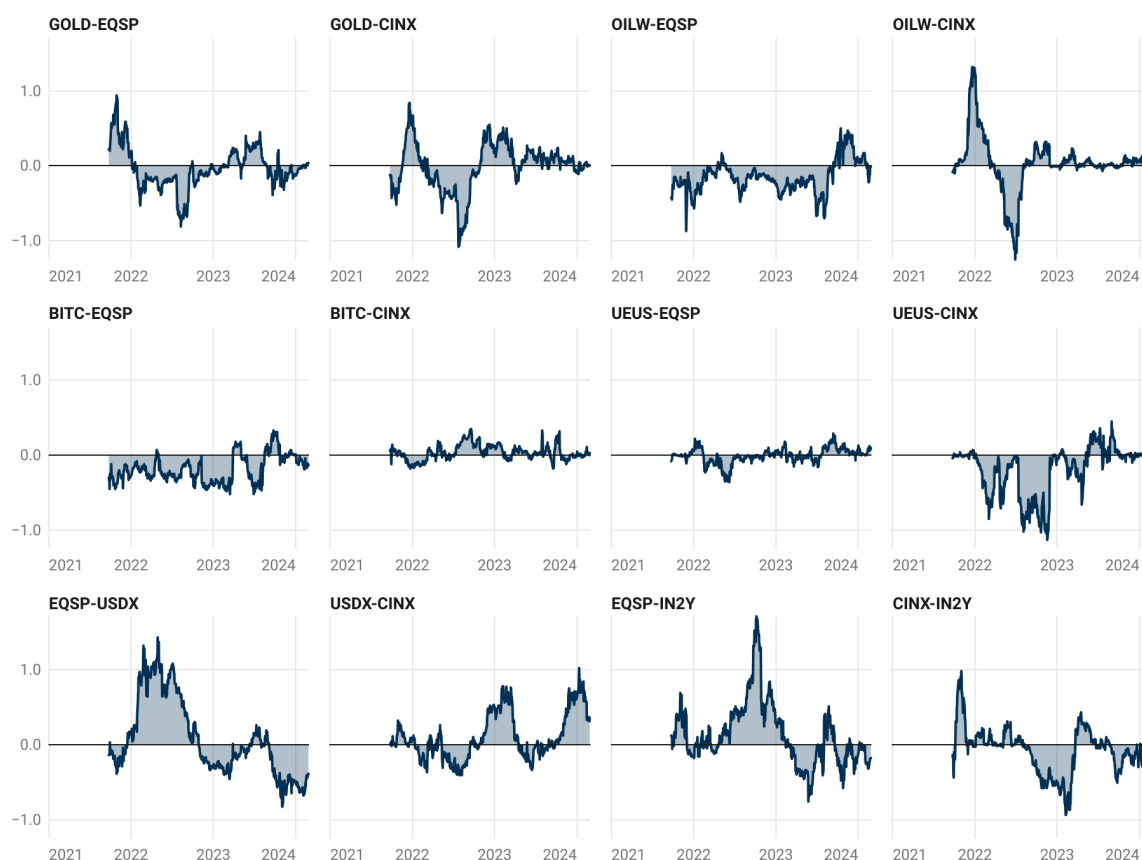 GOLD-EQSP GOLD-CINX OILW-EQSP OILW-CINX
1.0
0.0
−1.0
2021 2022 2023 2024 2021 2022 2023 2024 2021 2022 2023 2024 2021 2022 2023 2024
BITC-EQSP BITC-CINX UEUS-EQSP UEUS-CINX
1.0
0.0
−1.0
2021 2022 2023 2024 2021 2022 2023 2024 2021 2022 2023 2024 2021 2022 2023 2024
EQSP-USDX USDX-CINX EQSP-IN2Y CINX-IN2Y
1.0
0.0
−1.0
2021 2022 2023 2024 2021 2022 2023 2024 2021 2022 2023 2024 2021 2022 2023 2024